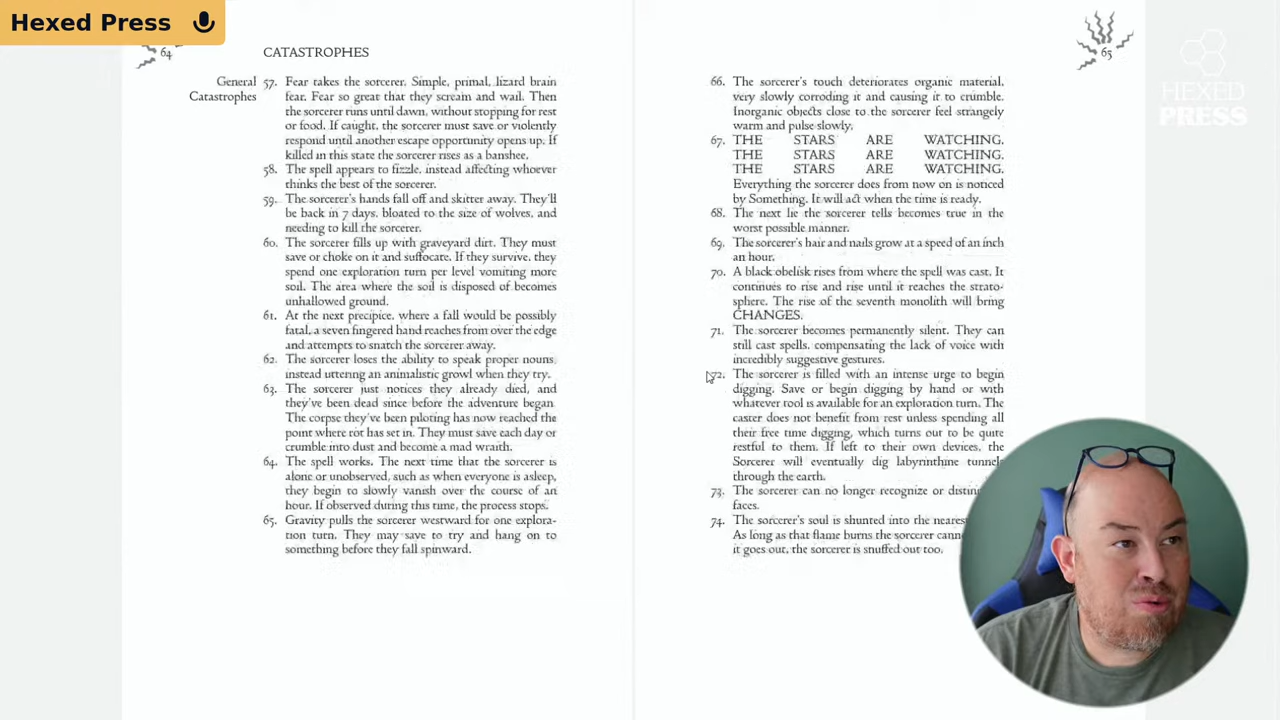 Hexed Press
64
CATASTROPHES
General
Catastrophes
57. Fear takes the sorcerer. Simple, primal, lizard brain
fear. Fear so great that they scream and wail. Then
the sorcerer runs until dawn, without stopping for rest
or food. If caught, the sorcerer must save or violently
respond until another escape opportunity opens up. If
killed in this state the sorcerer rises as a banshee.
58. The spell appears to fizzle, instead affecting whoever
thinks the best of the sorcerer.
59. The sorcerer's hands fall off and skitter away. They'll
be back in 7 days, bloated to the size of wolves, and
needing to kill the sorcerer.
60. The sorcerer fills up with graveyard dirt. They must
save or choke on it and suffocate. If they survive, they
spend one exploration turn per level vomiting more
soil. The area where the soil is disposed of becomes
unhallowed ground.
61. At the next precipice, where a fall would be possibly
fatal, a seven fingered hand reaches from over the edge
and attempts to snatch the sorcerer away.
62. The sorcerer loses the ability to speak proper nouns,
instead uttering an animalistic growl when they try.
63. The sorcerer just notices they already died, and
they've been dead since before the adventure began.
The corpse they've been piloting has now reached the
point where rot has set in. They must save each day or
crumble into dust and become a mad wraith.
64. The spell works. The next time that the sorcerer is
alone or unobserved, such as when everyone is asleep,
they begin to slowly vanish over the course of an
hour. If observed during this time, the process stops.
65. Gravity pulls the sorcerer westward for one explora-
tion turn. They may save to try and hang on to
something before they fall spinward.
65
66. The sorcerer's touch deteriorates organic material,
very slowly corroding it and causing it to crumble.
Inorganic objects close to the sorcerer feel strangely
warm and pulse slowly.
67. THE STARS ARE WATCHING.
THE STARS ARE WATCHING.
THE STARS ARE WATCHING.
Everything the sorcerer does from now on is noticed
by Something. It will act when the time is ready.
68. The next lie the sorcerer tells becomes true in the
worst possible manner.
69. The sorcerer's hair and nails grow at a speed of an inch
an hour.
70. A black obelisk rises from where the spell was cast. It
continues to rise and rise until it reaches the strato-
sphere. The rise of the seventh monolith will bring
CHANGES.
71. The sorcerer becomes permanently silent. They can
still cast spells, compensating the lack of voice with
incredibly suggestive gestures.
72. The sorcerer is filled with an intense urge to begin
digging. Save or begin digging by hand or with
whatever tool is available for an exploration turn. The
caster does not benefit from rest unless spending all
their free time digging, which turns out to be quite
restful to them. If left to their own devices, the
Sorcerer will eventually dig labyrinthine tunnels
through the earth.
73. The sorcerer can no longer recognize or
faces.
74. The sorcerer's soul is shunted into the
As long as that flame burns the sorcerer
it goes out, the sorcerer is snuffed out too.
HEXED
PRESS